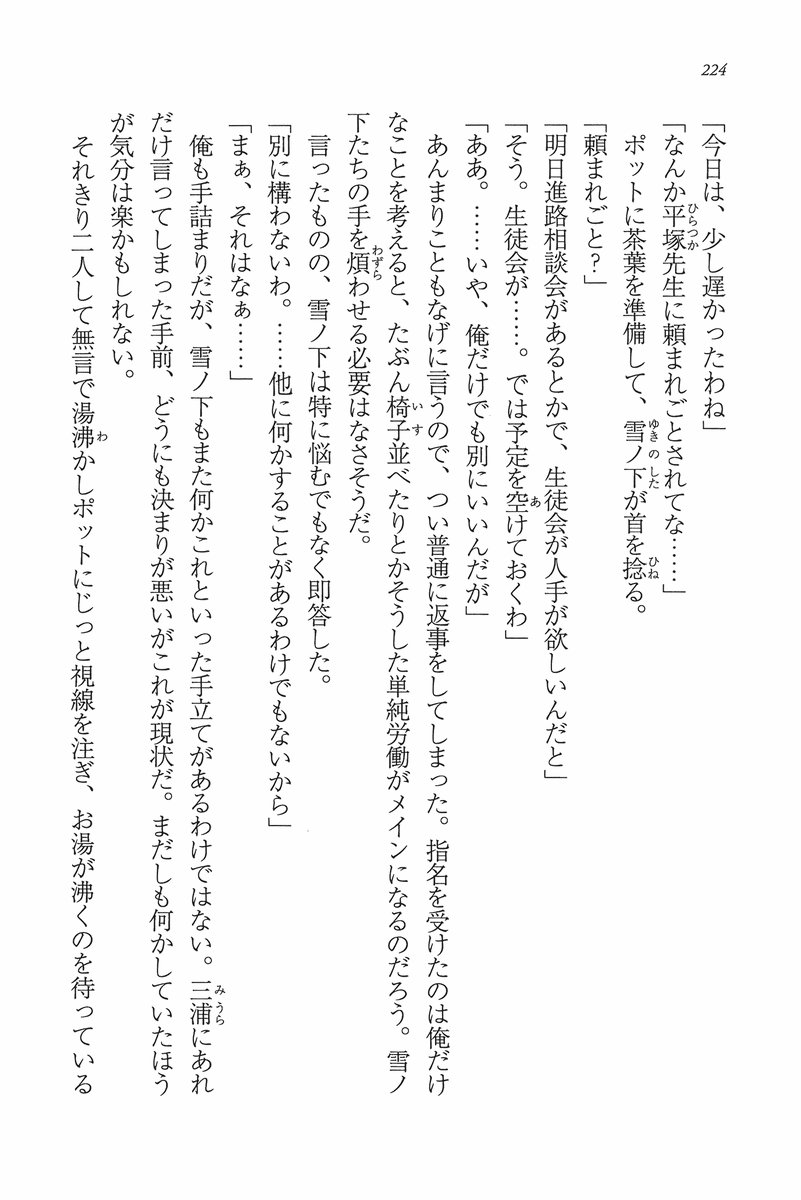 224
「今日は、少し遅かったわね」
「なんか平塚先生に頼まれごとされてな……」
ポットに茶葉を準備して、雪ノ下が首を捻る。
「頼まれごと？」
「明日進路相談会があるとかで、生徒会が人手が欲しいんだと」
「そう。生徒会が……。では予定を空けておくわ」
「ああ。……いや、俺だけでも別にいいんだが」
あんまりこともなげに言うので、つい普通に返事をしてしまった。指名を受けたのは俺だけ
なことを考えると、たぶん椅子並べたりとかそうした単純労働がメインになるのだろう。雪ノ
下たちの手を煩わせる必要はなさそうだ。
言ったものの、雪ノ下は特に悩むでもなく即答した。
「別に構わないわ。……他に何かすることがあるわけでもないから」
「まぁ、それはなぁ……」
俺も手詰まりだが、雪ノ下もまた何かこれといった手立てがあるわけではない。三浦にあれ
だけ言ってしまった手前、どうにも決まりが悪いがこれが現状だ。まだしも何かしていたほう
が気分は楽かもしれない。
それきり二人して無言で湯沸かしポットにじっと視線を注ぎ、お湯が沸くのを待っている